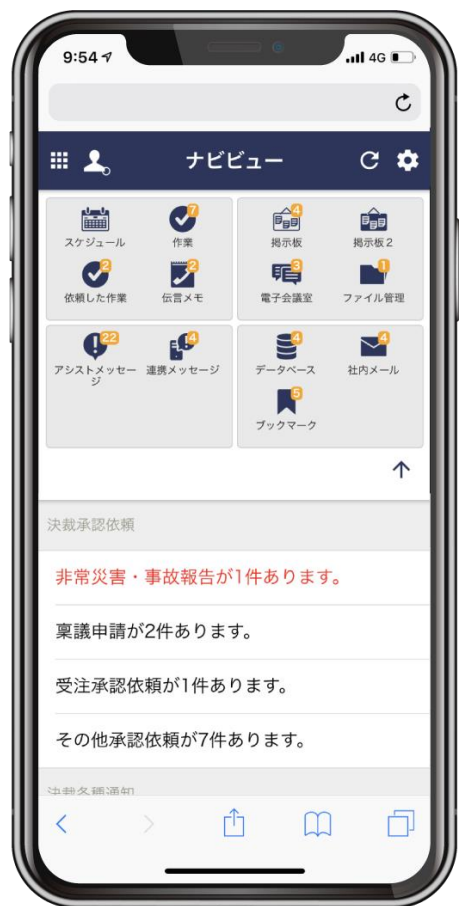 9:54
4G
ナビビュー
7
4
スケジュール
作業
掲示板
掲示板2
2
2
3
1
依頼した作業
伝言メモ
電子会議室
ファイル管理
22
4
4
4
アシストメッセー
ジ
連携メッセージ
データベース
社内メール
5
ブックマーク
決裁承認依頼
非常災害・事故報告が1件あります。
稟議申請が2件あります。
受注承認依頼が1件あります。
その他承認依頼が7件あります。
決裁各種通知